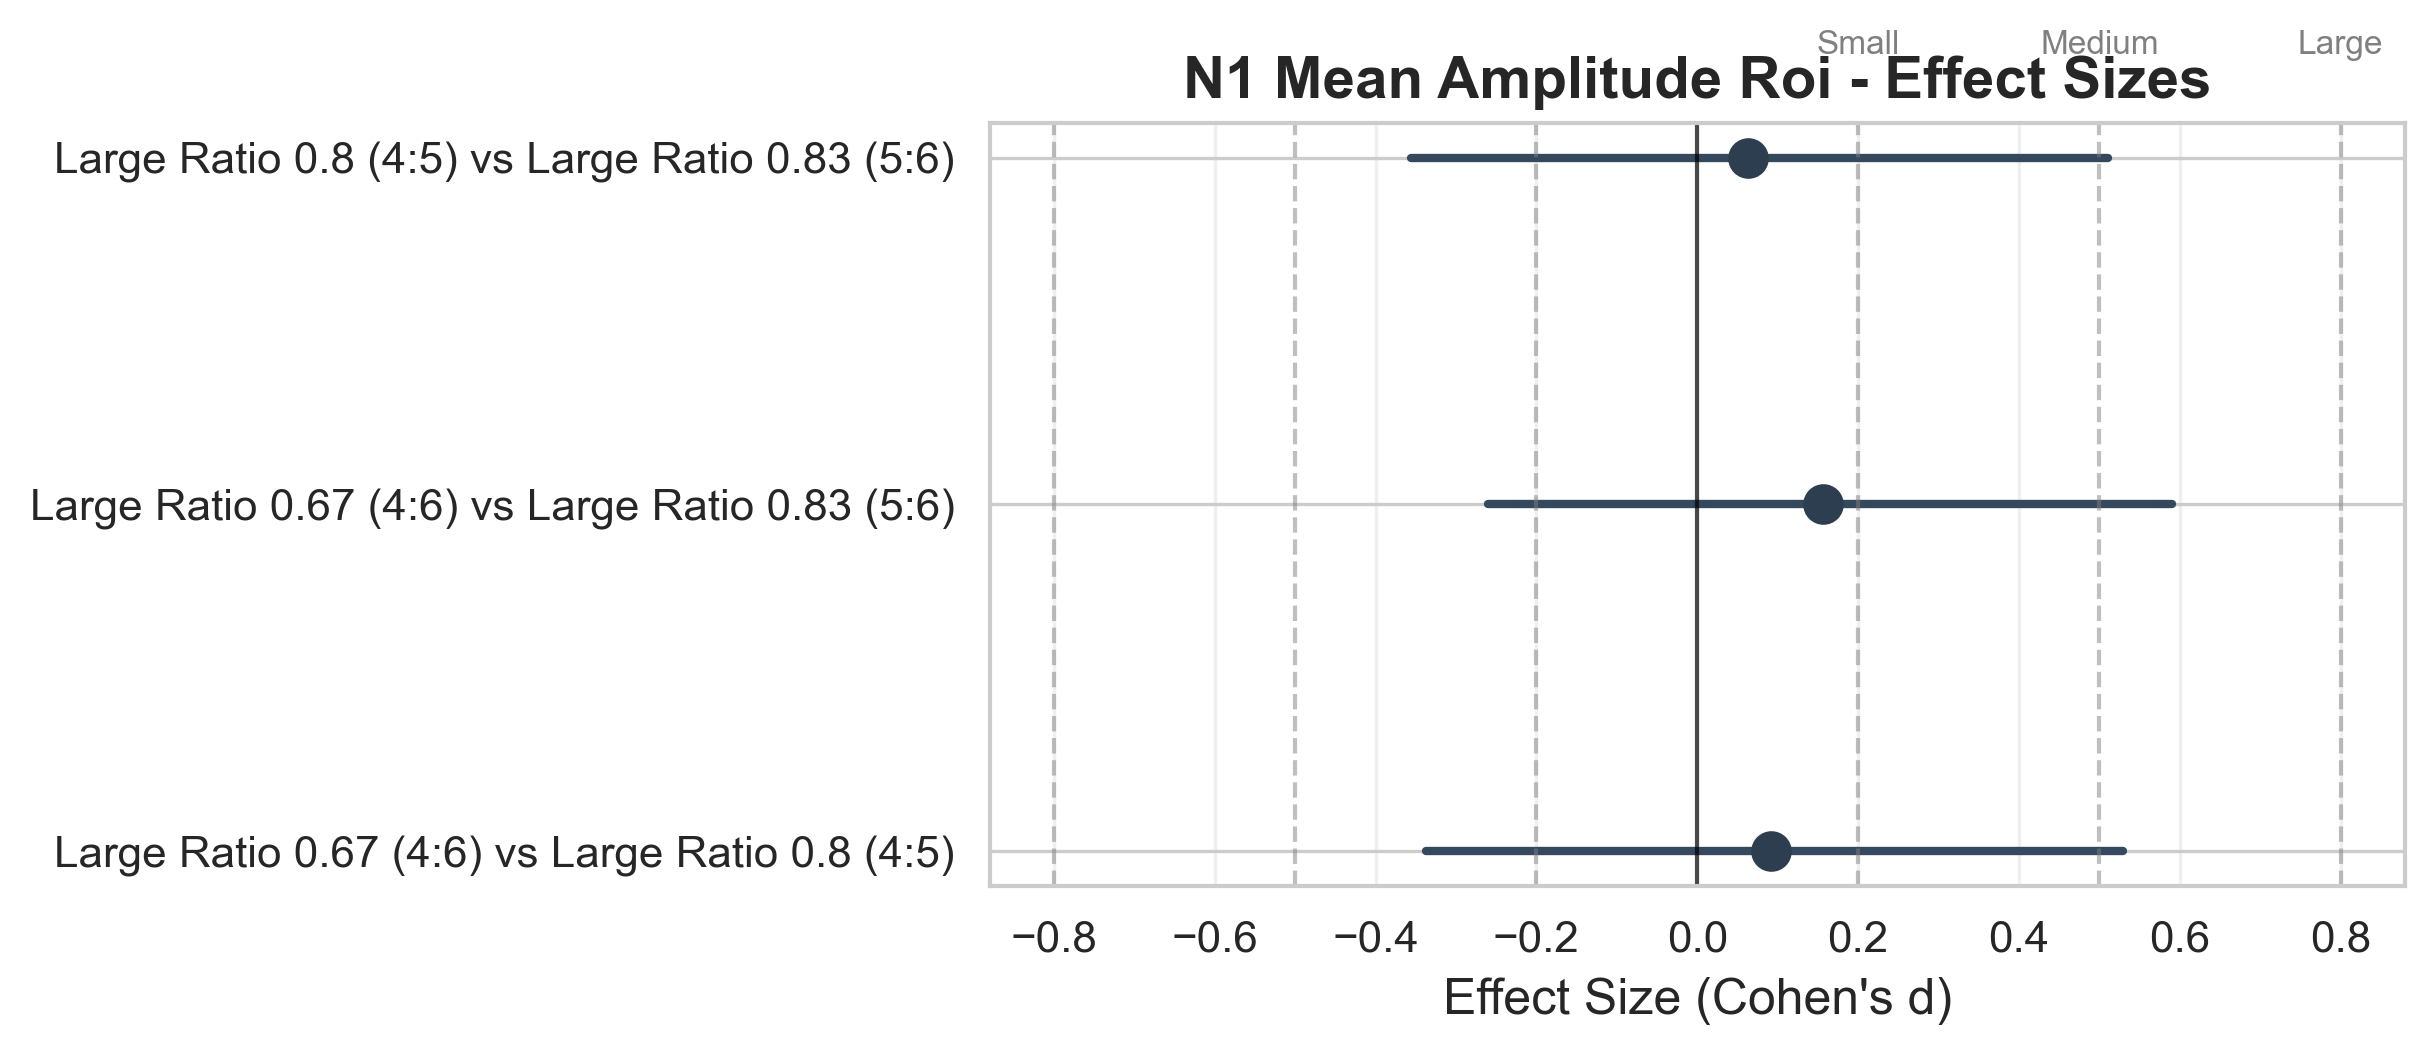 Small Medium Large
N1 Mean Amplitude Roi - Effect Sizes
Large Ratio 0.8 (4:5) vs Large Ratio 0.83 (5:6)
Large Ratio 0.67 (4:6) vs Large Ratio 0.83 (5:6)
Large Ratio 0.67 (4:6) vs Large Ratio 0.8 (4:5)
−0.8 −0.6 −0.4 −0.2 0.0 0.2 0.4 0.6 0.8
Effect Size (Cohen's d)